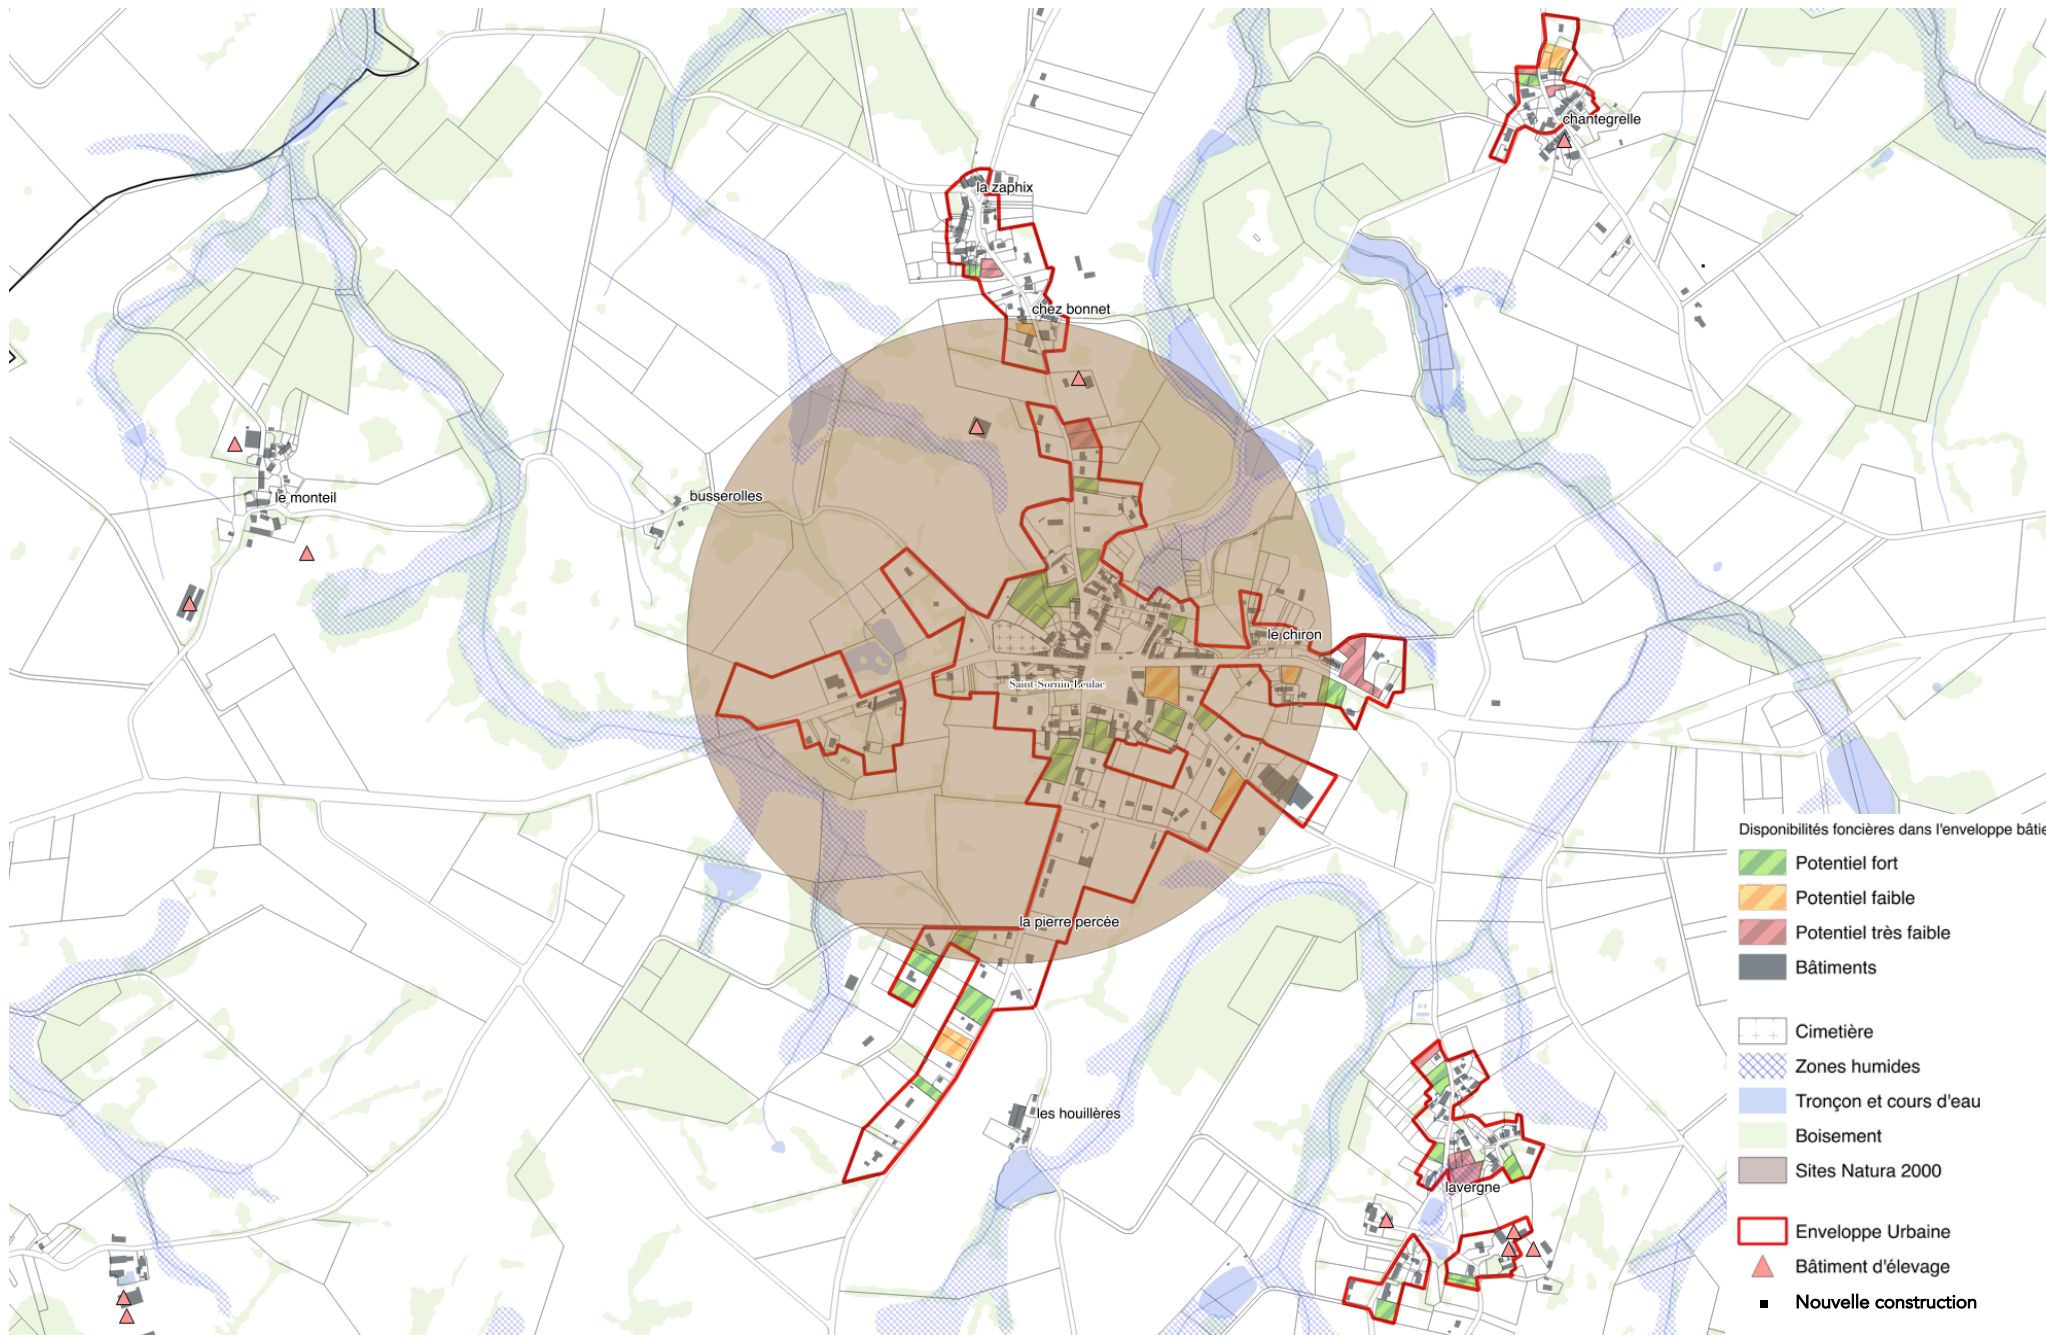 chantegrelle
la zaphix
chez bonnet
busserolles
le monteil
le chiron
Saint-Sornin-Leulac
la pierre percée
les houillères
lavergne
Disponibilités foncières dans l'enveloppe bâtie
Potentiel fort
Potentiel faible
Potentiel très faible
Bâtiments
Cimetière
Zones humides
Tronçon et cours d'eau
Boisement
Sites Natura 2000
Enveloppe Urbaine
Bâtiment d'élevage
Nouvelle construction